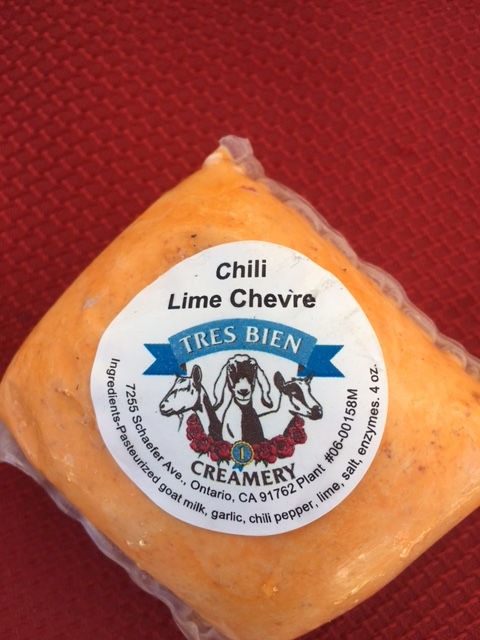 Chili
Lime Chevre
TRES BIEN
1
CREAMERY
7255 Schaefer Ave., Ontario, CA 91762 Plant #06-00158M
Ingredients-Pasteurized goat milk, garlic, chili pepper, lime, salt, enzymes. 4 oz.